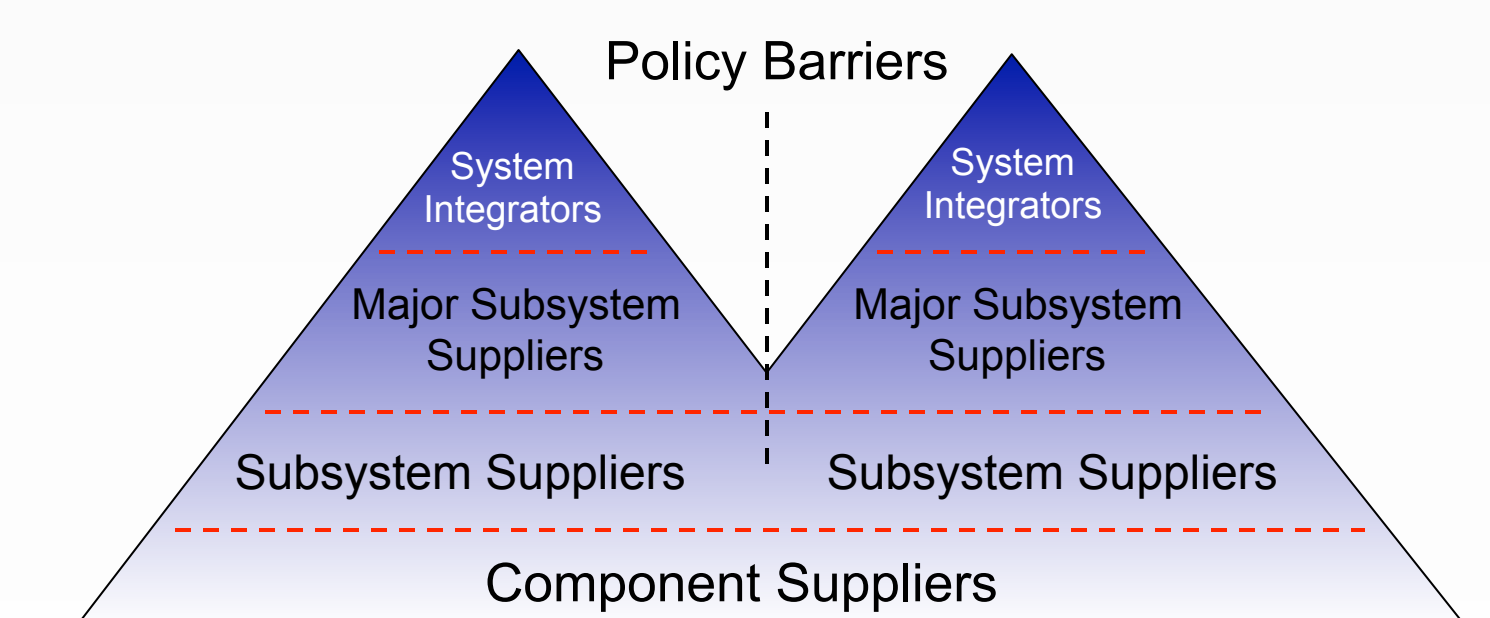 Policy Barriers
System
Integrators
System
Integrators
Major Subsystem
Suppliers
Major Subsystem
Suppliers
Subsystem Suppliers
Subsystem Suppliers
Component Suppliers